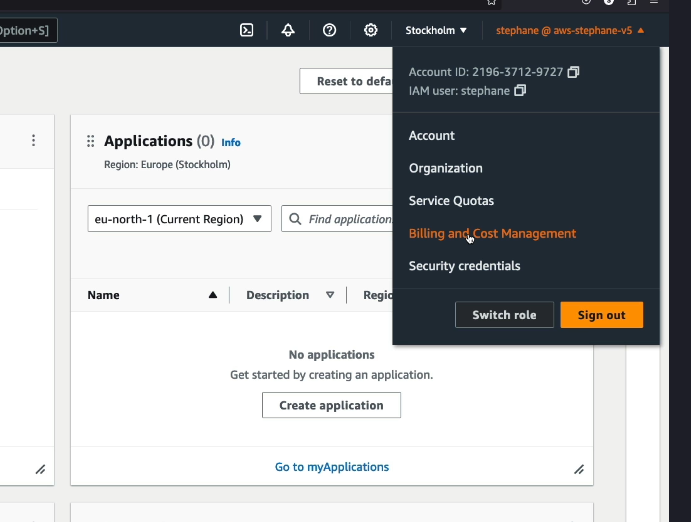 Option+S]
Stockholm ▼
stephane @ aws-stephane-v5 ▲
Account ID: 2196-3712-9727
IAM user: stephane
Account
Organization
Service Quotas
Billing and Cost Management
Security credentials
Switch role
Sign out
Reset to defa
Applications (0) Info
Region: Europe (Stockholm)
eu-north-1 (Current Region) ▼
Find application
Name ▲
Description ▽
Regio
No applications
Get started by creating an application.
Create application
Go to myApplications